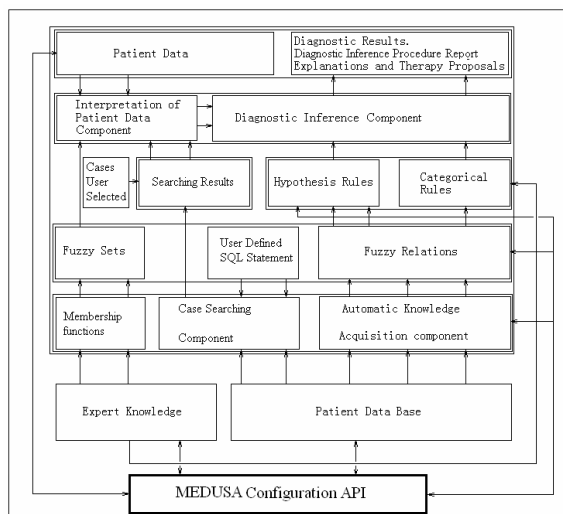 Patient Data
Diagnostic Results.
Diagnostic Inference Procedure Report
Explanations and Therapy Proposals
Interpretation of
Patient Data
Component
Diagnostic Inference Component
Cases
User
Selected
Searching Results
Hypothesis Rules
Categorical
Rules
Fuzzy Sets
User Defined
SQL Statement
Fuzzy Relations
Membership
functions
Case Searching
Component
Automatic Knowledge
Acquisition component
Expert Knowledge
Patient Data Base
MEDUSA Configuration API